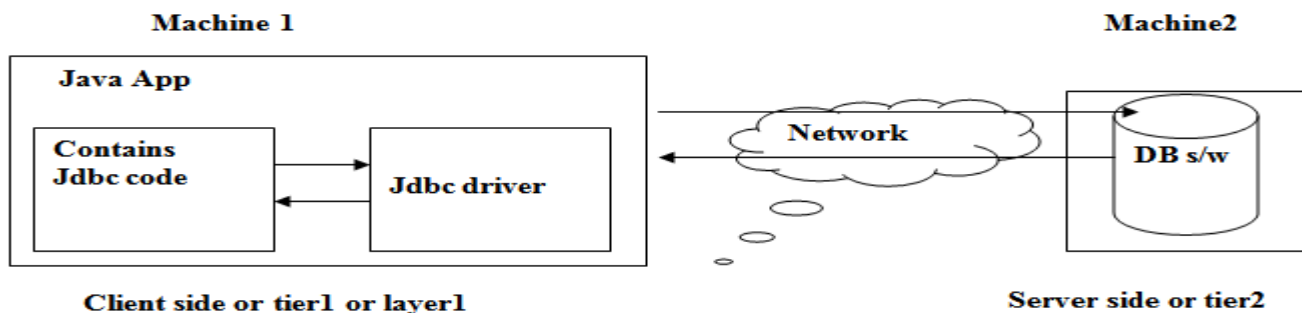 Machine 1
Machine2
Java App
Contains
Jdbc code
Jdbc driver
Network
DB s/w
Client side or tier1 or layer1
Server side or tier2